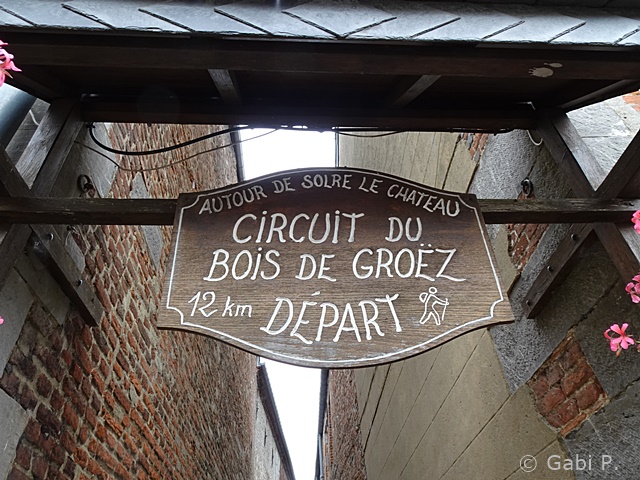 AUTOUR DE SOLRE LE CHATEAU
CIRCUIT DU
BOIS DE GROËZ
12 km DÉPART
© Gabi P.